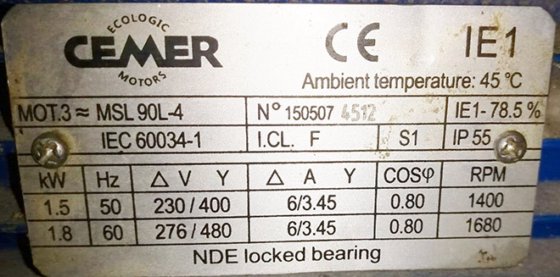 ECOLOGIC
CEMER
MOTORS
CE
IE1
Ambient temperature: 45 °C
MOT.3 ≈ MSL 90L-4 Nº 150507 4512 IE1- 78.5 %
IEC 60034-1 I.CL. F S1 IP 55
kW Hz △ V Y △ A Y COSφ RPM
1.5 50 230 / 400 6/3.45 0.80 1400
1.8 60 276 / 480 6/3.45 0.80 1680
NDE locked bearing